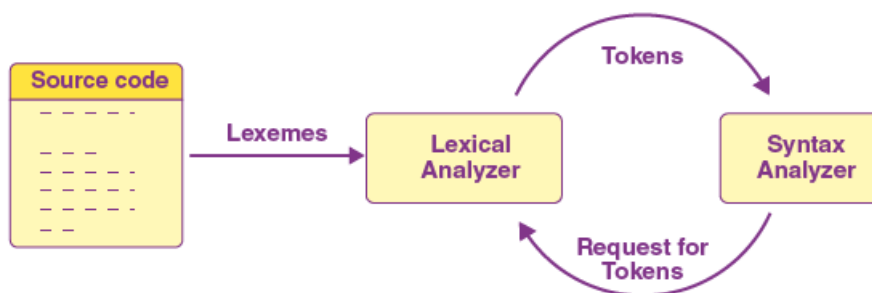 Source code
Lexemes
Lexical
Analyzer
Tokens
Syntax
Analyzer
Request for
Tokens